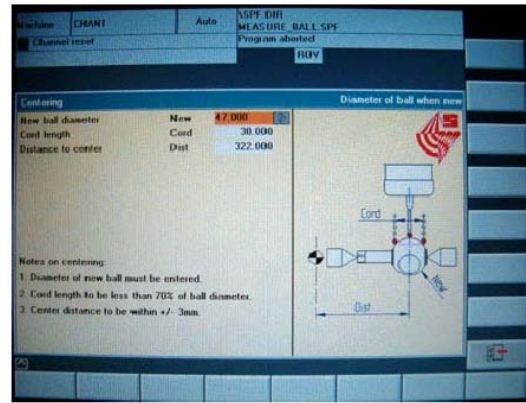 Machine
CHAN1
Auto
\SPF.DIR
MEASURE_BALL.SPF
Channel reset
Program aborted
ROV
Centering
Diameter of ball when new
New ball diameter New 47.000
Cord length Cord 30.000
Distance to center Dist 322.000
Cord
New
Dist
Notes on centering:
1. Diameter of new ball must be entered.
2. Cord length to be less than 70% of ball diameter.
3. Center distance to be within +/- 3mm.